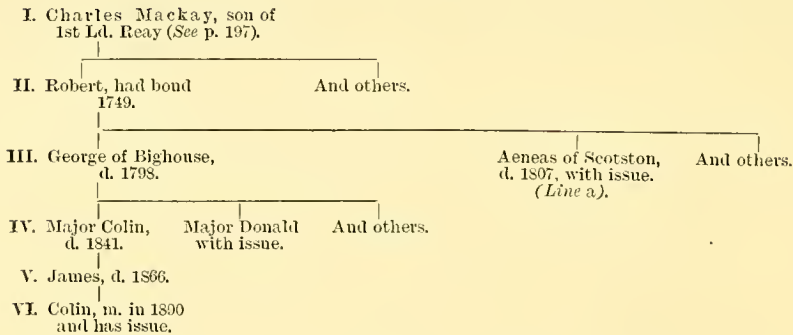 I. Charles Mackay, son of
1st Ld. Reay (See p. 197).
II. Robert, had bond
1749.
And others.
III. George of Bighouse,
d. 1798.
Aeneas of Scotston,
d. 1807, with issue.
(Line a).
And others.
IV. Major Colin,
d. 1841.
Major Donald
with issue.
And others.
V. James, d. 1866.
VI. Colin, m. in 1890
and has issue.